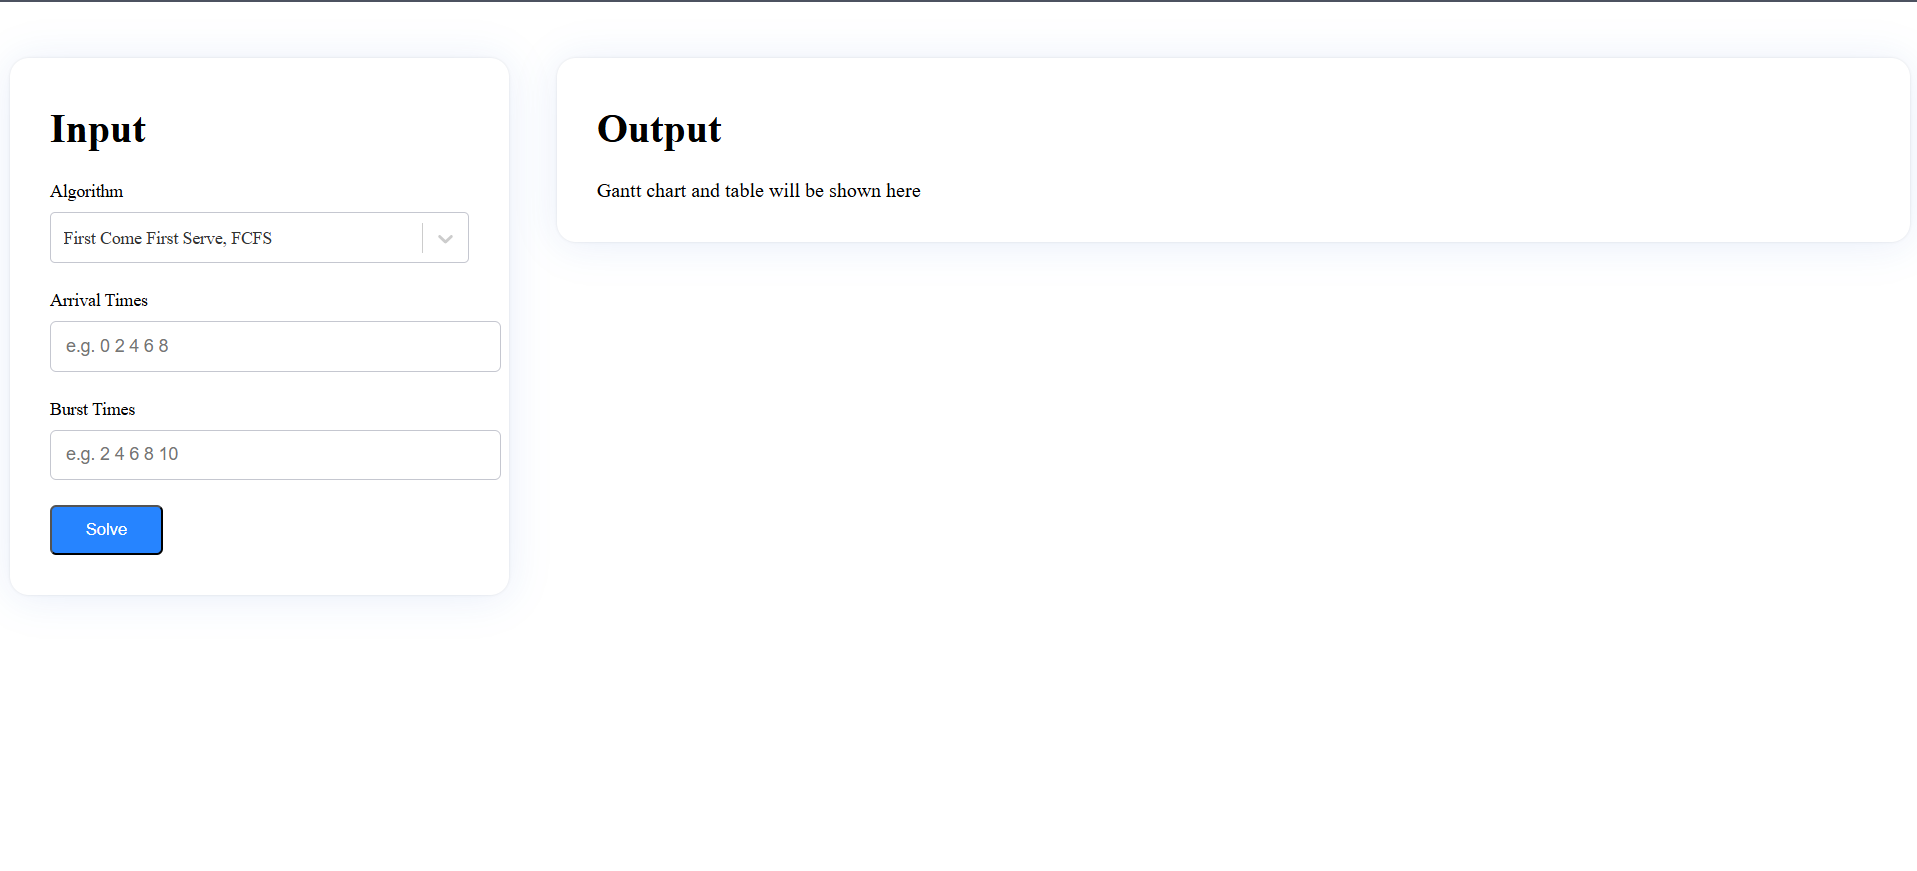 Input
Algorithm
First Come First Serve, FCFS
Arrival Times
e.g. 0 2 4 6 8
Burst Times
e.g. 2 4 6 8 10
Solve
Output
Gantt chart and table will be shown here